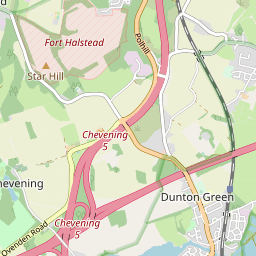 d
Fort Halstead
Polhill
Star Hill
Chevening
5
hevening
Dunton Green
Ovenden Road
Chevening
5